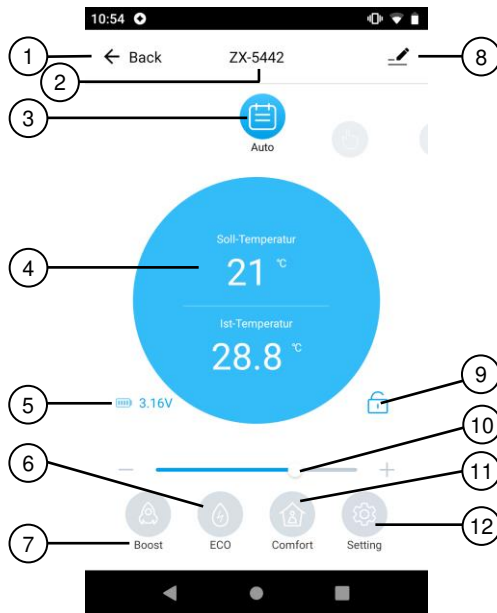 10:54
1
Back
ZX-5442
8
2
3
Auto
Soll-Temperatur
21 °C
4
Ist-Temperatur
28.8 °C
9
5
3.16V
10
6
− +
11
12
7
Boost ECO Comfort Setting